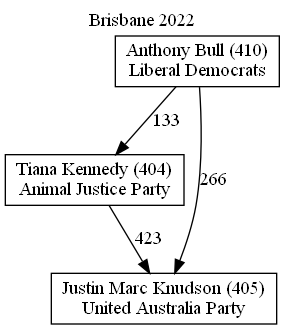 Brisbane 2022
Anthony Bull (410)
Liberal Democrats
133
Tiana Kennedy (404)
Animal Justice Party
266
423
Justin Marc Knudson (405)
United Australia Party